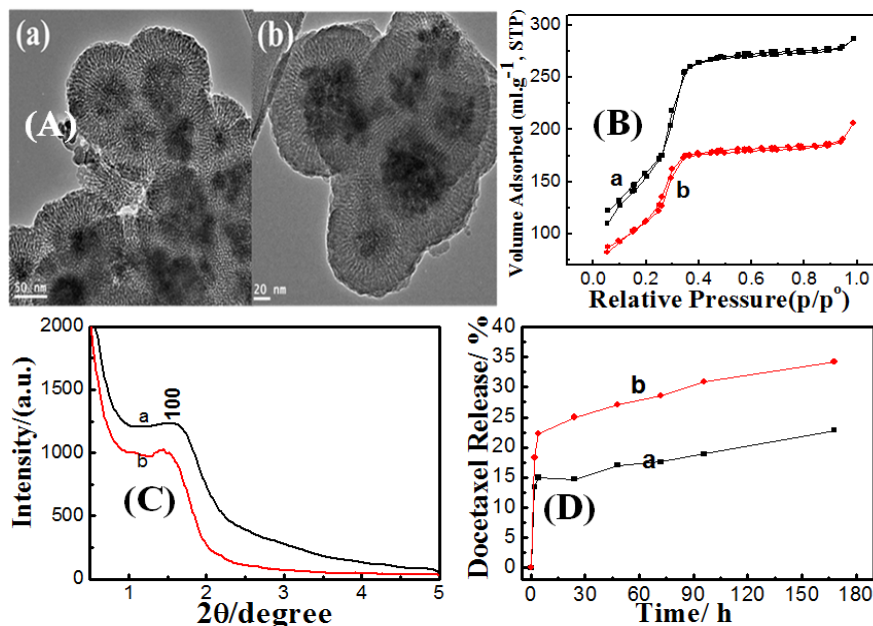 (a)
(A)
50 nm
(b)
20 nm
Volume Adsorbed (ml.g⁻¹, STP)
300
250
200
150
100
(B)
a
b
0.0 0.2 0.4 0.6 0.8 1.0
Relative Pressure(p/p°)
Intensity/(a.u.)
2000
1500
1000
500
0
a
100
b
(C)
1 2 3 4 5
2θ/degree
Docetaxel Release/ %
40
35
30
25
20
15
10
5
0
b
a
(D)
0 30 60 90 120 150 180
Time/ h